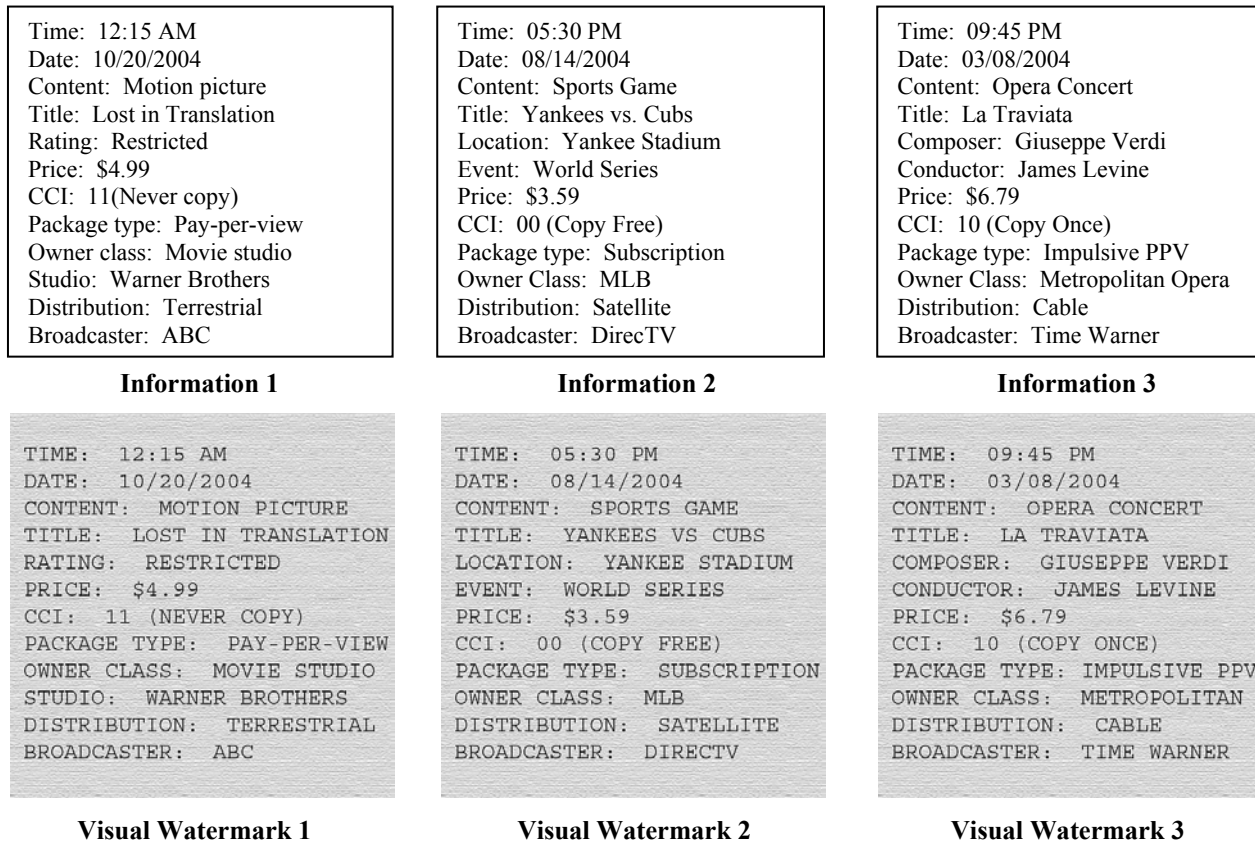 Time: 12:15 AM
Date: 10/20/2004
Content: Motion picture
Title: Lost in Translation
Rating: Restricted
Price: $4.99
CCI: 11(Never copy)
Package type: Pay-per-view
Owner class: Movie studio
Studio: Warner Brothers
Distribution: Terrestrial
Broadcaster: ABC
Information 1
Time: 05:30 PM
Date: 08/14/2004
Content: Sports Game
Title: Yankees vs. Cubs
Location: Yankee Stadium
Event: World Series
Price: $3.59
CCI: 00 (Copy Free)
Package type: Subscription
Owner Class: MLB
Distribution: Satellite
Broadcaster: DirecTV
Information 2
Time: 09:45 PM
Date: 03/08/2004
Content: Opera Concert
Title: La Traviata
Composer: Giuseppe Verdi
Conductor: James Levine
Price: $6.79
CCI: 10 (Copy Once)
Package type: Impulsive PPV
Owner Class: Metropolitan Opera
Distribution: Cable
Broadcaster: Time Warner
Information 3
TIME: 12:15 AM
DATE: 10/20/2004
CONTENT: MOTION PICTURE
TITLE: LOST IN TRANSLATION
RATING: RESTRICTED
PRICE: $4.99
CCI: 11 (NEVER COPY)
PACKAGE TYPE: PAY-PER-VIEW
OWNER CLASS: MOVIE STUDIO
STUDIO: WARNER BROTHERS
DISTRIBUTION: TERRESTRIAL
BROADCASTER: ABC
Visual Watermark 1
TIME: 05:30 PM
DATE: 08/14/2004
CONTENT: SPORTS GAME
TITLE: YANKEES VS CUBS
LOCATION: YANKEE STADIUM
EVENT: WORLD SERIES
PRICE: $3.59
CCI: 00 (COPY FREE)
PACKAGE TYPE: SUBSCRIPTION
OWNER CLASS: MLB
DISTRIBUTION: SATELLITE
BROADCASTER: DIRECTV
Visual Watermark 2
TIME: 09:45 PM
DATE: 03/08/2004
CONTENT: OPERA CONCERT
TITLE: LA TRAVIATA
COMPOSER: GIUSEPPE VERDI
CONDUCTOR: JAMES LEVINE
PRICE: $6.79
CCI: 10 (COPY ONCE)
PACKAGE TYPE: IMPULSIVE PPV
OWNER CLASS: METROPOLITAN
DISTRIBUTION: CABLE
BROADCASTER: TIME WARNER
Visual Watermark 3